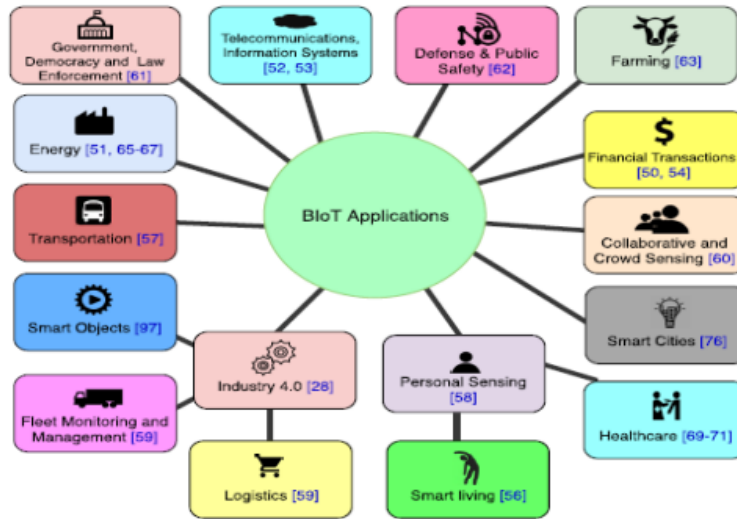 Government,
Democracy and Law
Enforcement [61]
Telecommunications,
Information Systems
[52, 53]
Defense & Public
Safety [62]
Farming [63]
Energy [51, 65-67]
Financial Transactions
[50, 54]
BIoT Applications
Transportation [57]
Collaborative and
Crowd Sensing [60]
Smart Objects [97]
Smart Cities [76]
Industry 4.0 [28]
Personal Sensing
[58]
Fleet Monitoring and
Management [59]
Healthcare [69-71]
Logistics [59]
Smart living [56]